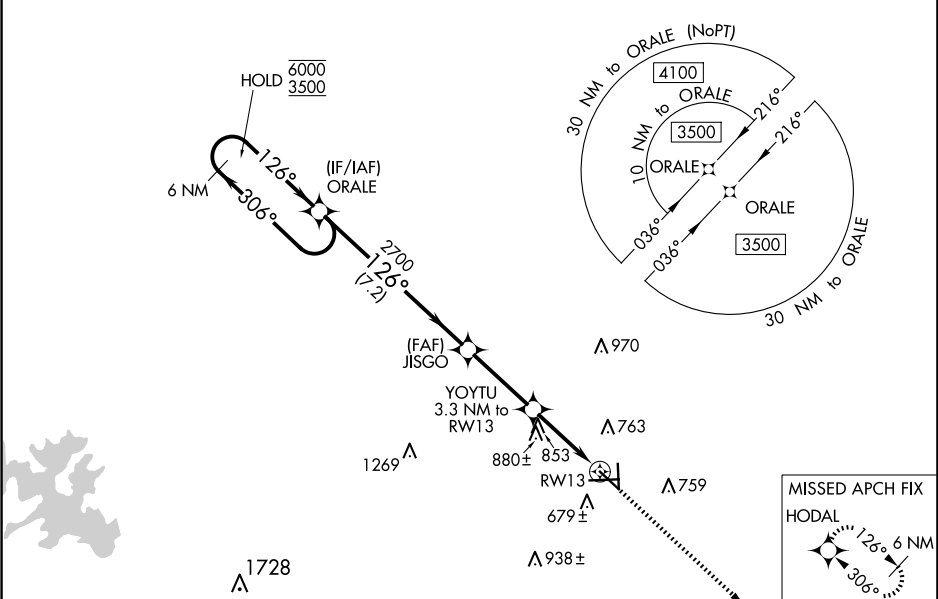 HOLD 6000
3500
126°
(IF/IAF)
ORALE
6 NM
306°
2700
126°
(7.2)
(FAF)
JISGO
YOYTU
3.3 NM to
RW13
880± 853
RW13
970
763
1269
759
679±
938±
1728
30 NM to ORALE (NoPT)
4100
216°
216°
10 NM to ORALE
3500
ORALE
ORALE
036°
036°
3500
30 NM to ORALE
MISSED APCH FIX
HODAL
126°
6 NM
306°